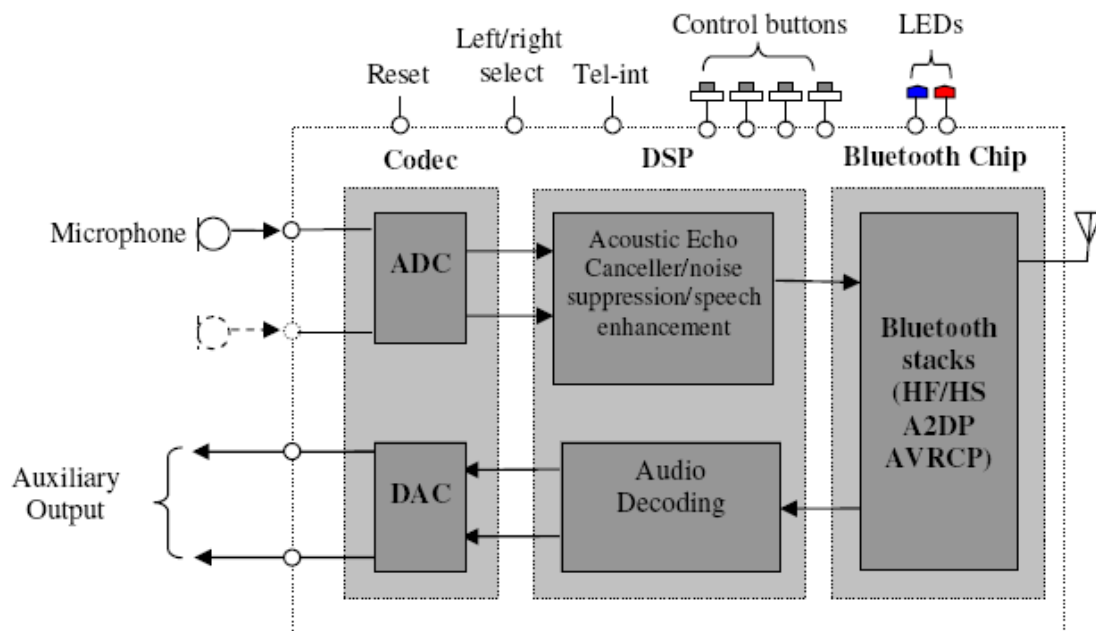 Control buttons
LEDs
Left/right
select
Reset
Tel-int
Codec
DSP
Bluetooth Chip
Microphone
ADC
Acoustic Echo
Canceller/noise
suppression/speech
enhancement
Bluetooth
stacks
(HF/HS
A2DP
AVRCP)
Auxiliary
Output
DAC
Audio
Decoding